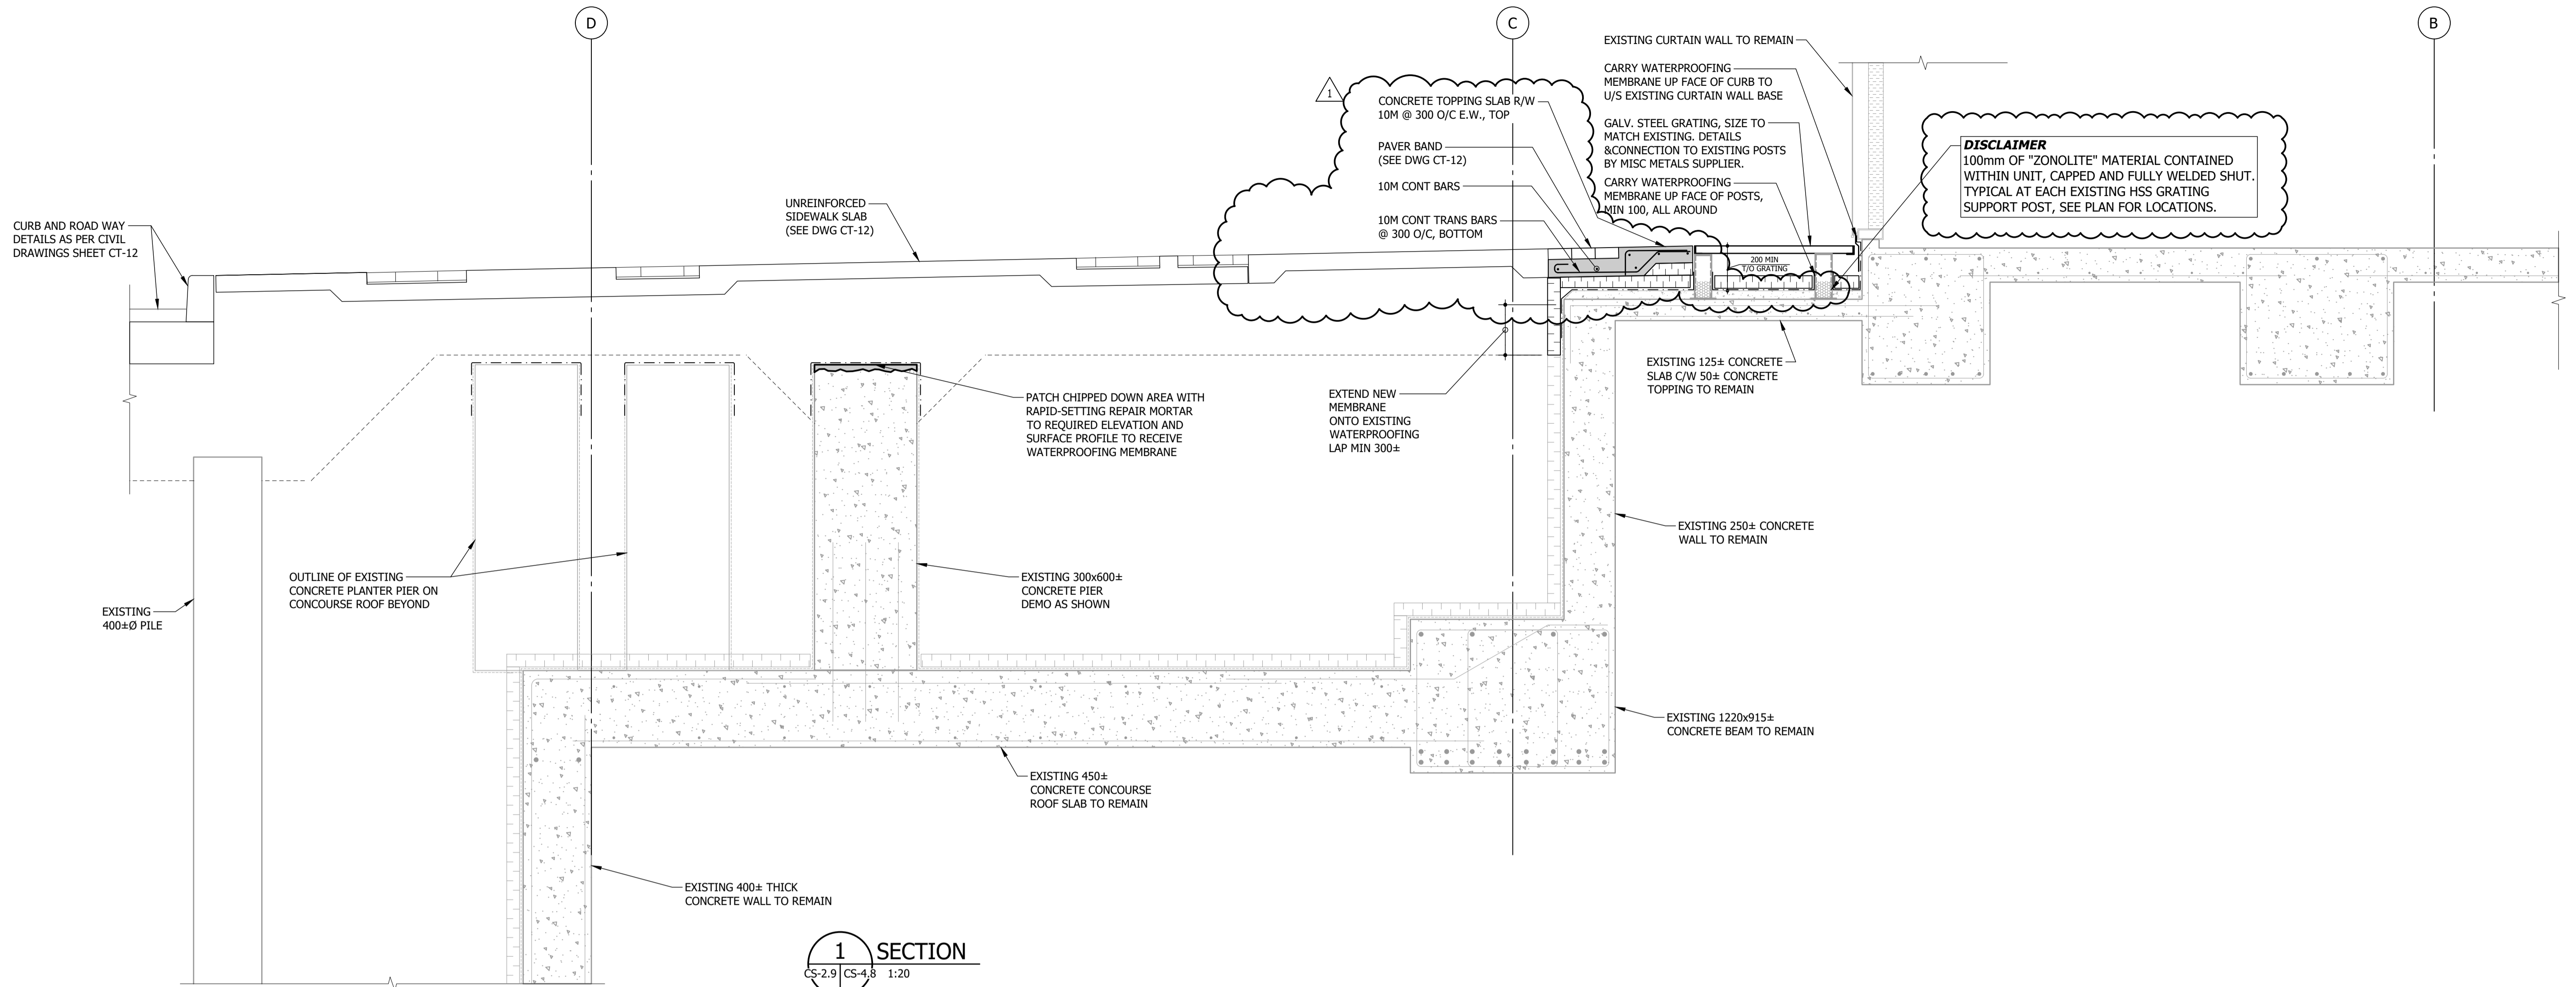 D
C
B
EXISTING CURTAIN WALL TO REMAIN
CARRY WATERPROOFING
MEMBRANE UP FACE OF CURB TO
U/S EXISTING CURTAIN WALL BASE
1
CONCRETE TOPPING SLAB R/W
10M @ 300 O/C E.W., TOP
GALV. STEEL GRATING, SIZE TO
MATCH EXISTING. DETAILS
&CONNECTION TO EXISTING POSTS
BY MISC METALS SUPPLIER.
DISCLAIMER
100mm OF "ZONOLITE" MATERIAL CONTAINED
WITHIN UNIT, CAPPED AND FULLY WELDED SHUT.
TYPICAL AT EACH EXISTING HSS GRATING
SUPPORT POST, SEE PLAN FOR LOCATIONS.
PAVER BAND
(SEE DWG CT-12)
10M CONT BARS
CARRY WATERPROOFING
MEMBRANE UP FACE OF POSTS,
MIN 100, ALL AROUND
10M CONT TRANS BARS
@ 300 O/C, BOTTOM
UNREINFORCED
SIDEWALK SLAB
(SEE DWG CT-12)
CURB AND ROAD WAY
DETAILS AS PER CIVIL
DRAWINGS SHEET CT-12
200 MIN
T/O GRATING
EXISTING 125± CONCRETE
SLAB C/W 50± CONCRETE
TOPPING TO REMAIN
PATCH CHIPPED DOWN AREA WITH
RAPID-SETTING REPAIR MORTAR
TO REQUIRED ELEVATION AND
SURFACE PROFILE TO RECEIVE
WATERPROOFING MEMBRANE
EXTEND NEW
MEMBRANE
ONTO EXISTING
WATERPROOFING
LAP MIN 300±
EXISTING 250± CONCRETE
WALL TO REMAIN
OUTLINE OF EXISTING
CONCRETE PLANTER PIER ON
CONCOURSE ROOF BEYOND
EXISTING 300x600±
CONCRETE PIER
DEMO AS SHOWN
EXISTING
400±Ø PILE
EXISTING 1220x915±
CONCRETE BEAM TO REMAIN
EXISTING 450±
CONCRETE CONCOURSE
ROOF SLAB TO REMAIN
EXISTING 400± THICK
CONCRETE WALL TO REMAIN
1 SECTION
CS-2.9 CS-4.8 1:20